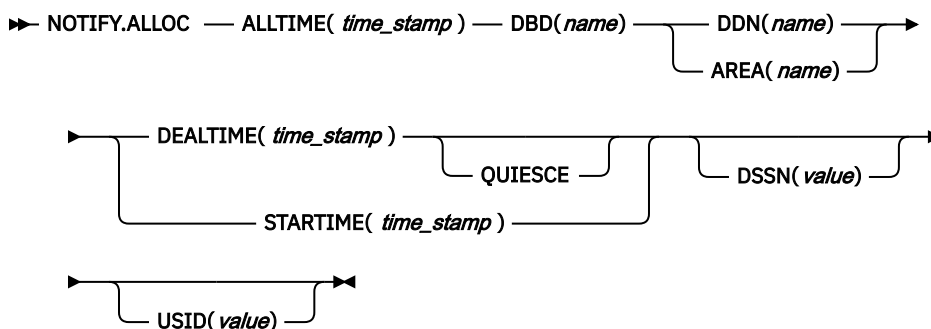 NOTIFY.ALLOC ALLTIME( time_stamp ) DBD(name) DDN(name)
AREA(name)
DEALTIME( time_stamp )
QUIESCE
DSSN(value)
STARTIME( time_stamp )
USID(value)